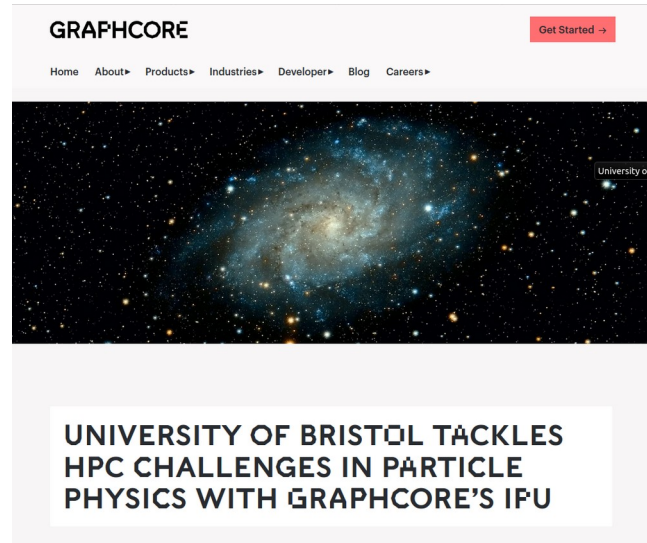 GRAPHCORE
Get Started →
Home About▸ Products▸ Industries▸ Developer▸ Blog Careers▸
University o
UNIVERSITY OF BRISTOL TACKLES
HPC CHALLENGES IN PARTICLE
PHYSICS WITH GRAPHCORE'S IPU